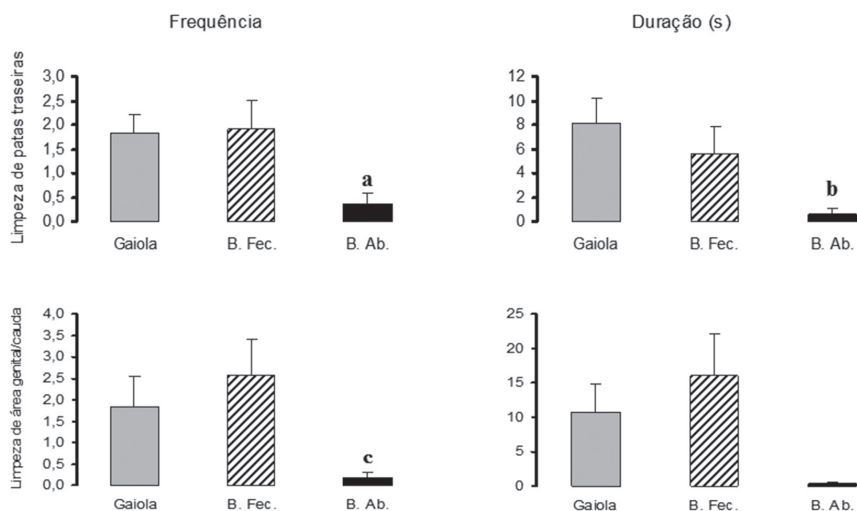 Frequência
Duração (s)
Limpeza de patas traseiras
3,0
2,5
2,0
1,5
1,0
0,5
0,0
a
Gaiola
B. Fec.
B. Ab.
12
10
8
6
4
2
0
b
Gaiola
B. Fec.
B. Ab.
Limpeza de área genital/cauda
4,0
3,5
3,0
2,5
2,0
1,5
1,0
0,5
0,0
c
Gaiola
B. Fec.
B. Ab.
25
20
15
10
5
0
Gaiola
B. Fec.
B. Ab.